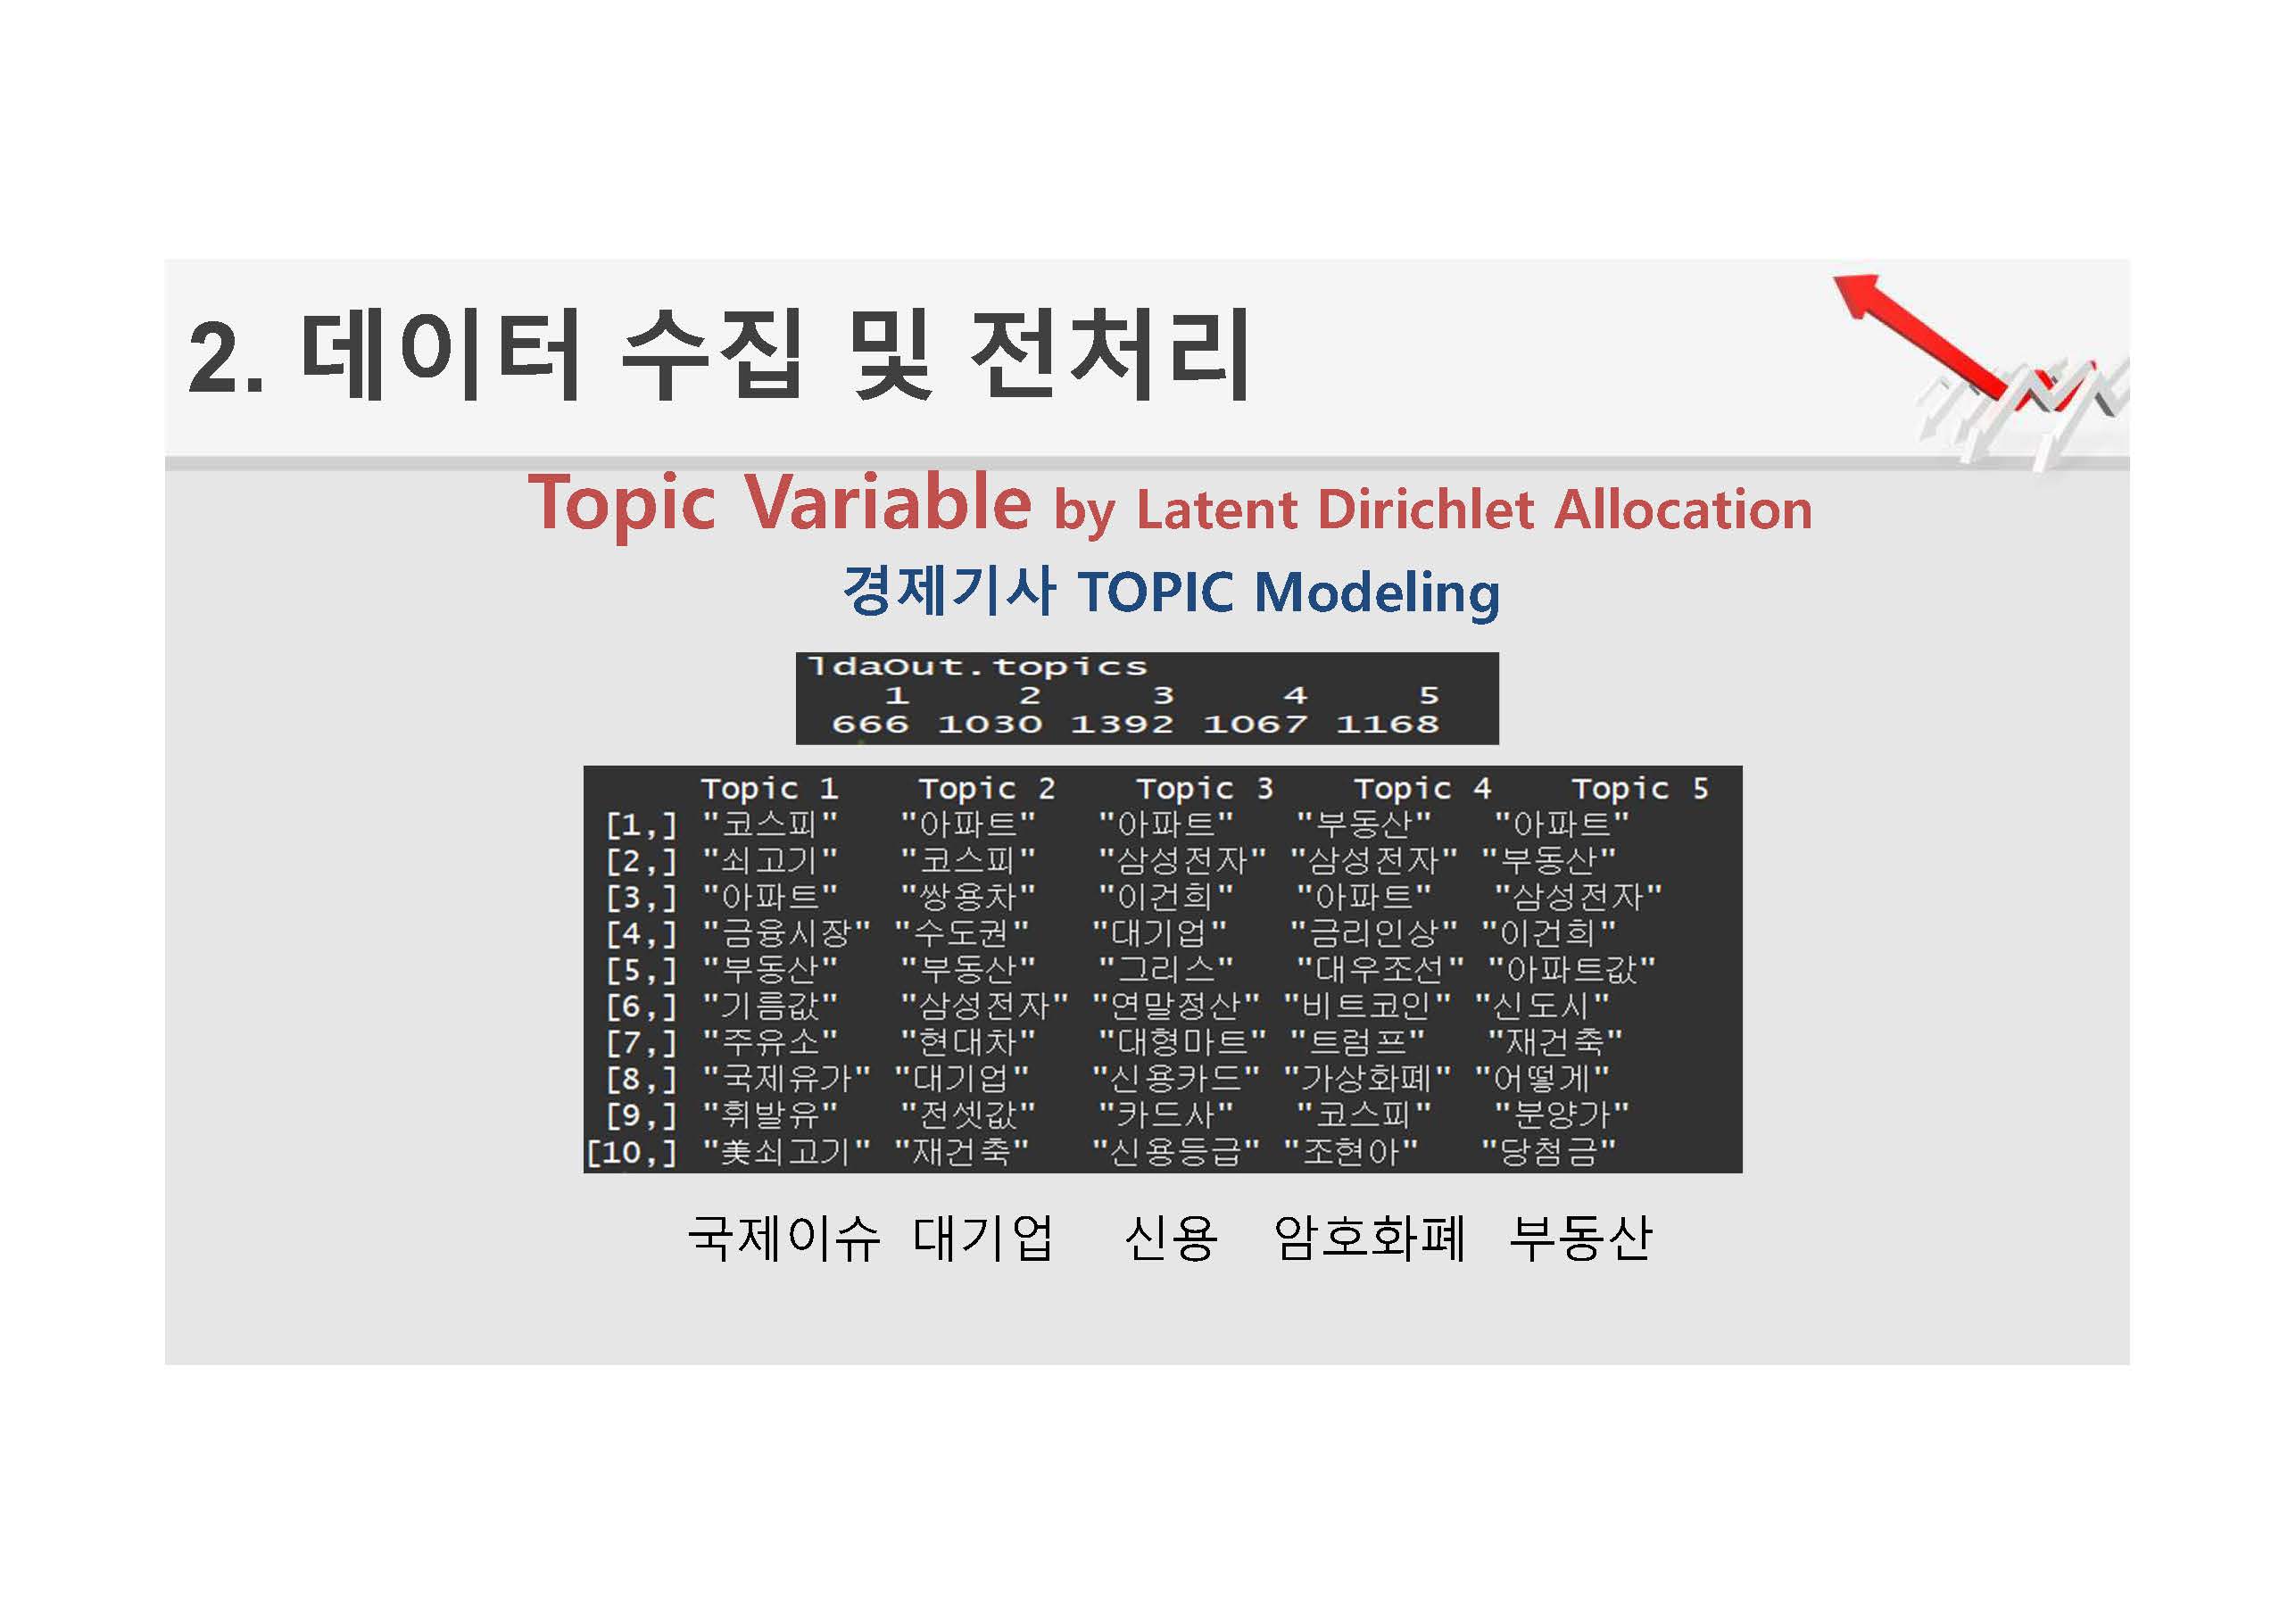 2. 데이터 수집 및 전처리
Topic Variable by Latent Dirichlet Allocation
경제기사 TOPIC Modeling
ldaOut.topics
1 2 3 4 5
666 1030 1392 1067 1168
Topic 1 Topic 2 Topic 3 Topic 4 Topic 5
[1,] "코스피" "아파트" "아파트" "부동산" "아파트"
[2,] "쇠고기" "코스피" "삼성전자" "삼성전자" "부동산"
[3,] "아파트" "쌍용차" "이건희" "아파트" "삼성전자"
[4,] "금융시장" "수도권" "대기업" "금리인상" "이건희"
[5,] "부동산" "부동산" "그리스" "대우조선" "아파트값"
[6,] "기름값" "삼성전자" "연말정산" "비트코인" "신도시"
[7,] "주유소" "현대차" "대형마트" "트럼프" "재건축"
[8,] "국제유가" "대기업" "신용카드" "가상화폐" "어떻게"
[9,] "휘발유" "전셋값" "카드사" "코스피" "분양가"
[10,] "美쇠고기" "재건축" "신용등급" "조현아" "당첨금"
국제이슈 대기업 신용 암호화폐 부동산